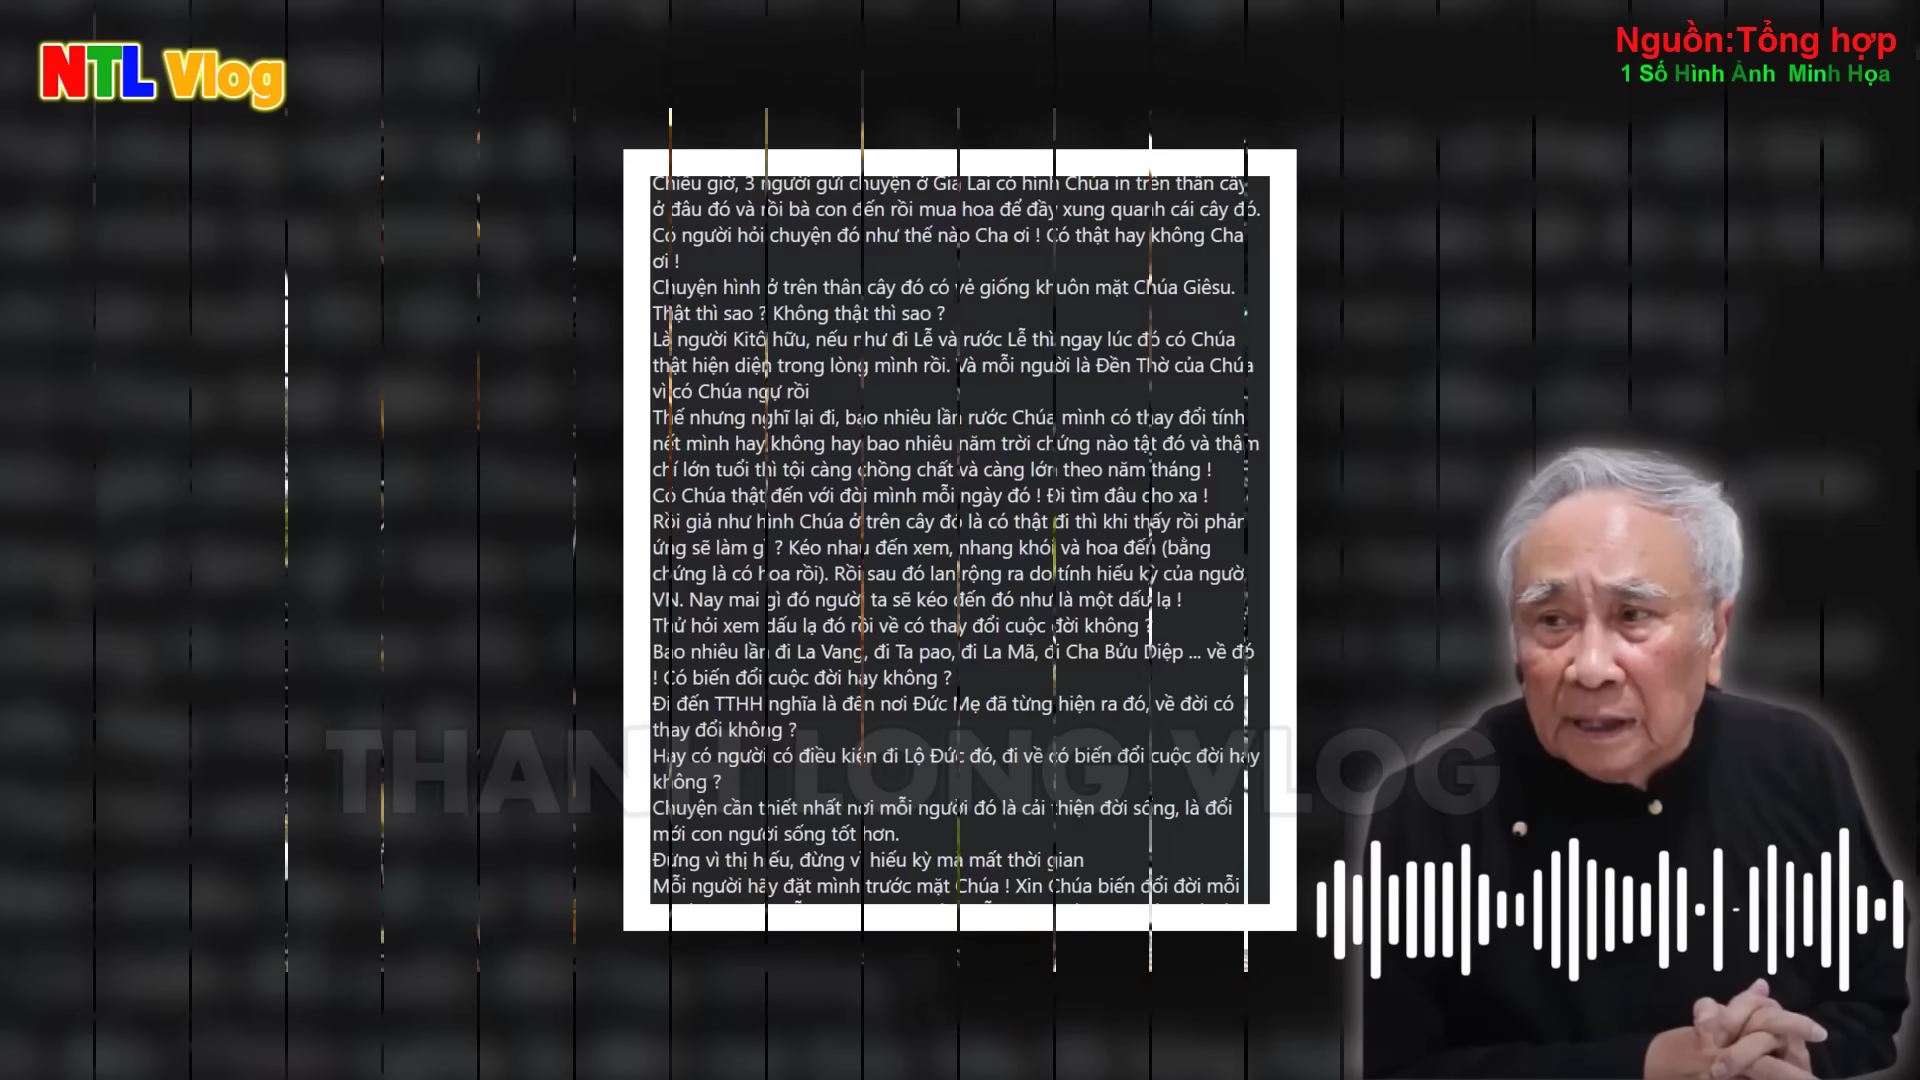 NTL Vlog
Nguồn:Tổng hợp
1 Số Hình Ảnh Minh Họa
Chiều giờ, 3 người gửi chuyện ở Gia Lai có hình Chúa in trên thân cây
ở đâu đó và rồi bà con đến rồi mua hoa để đầy xung quanh cái cây đó.
Có người hỏi chuyện đó như thế nào Cha ơi ! Có thật hay không Cha
ơi !
Chuyện hình ở trên thân cây đó có vẻ giống khuôn mặt Chúa Giêsu.
Thật thì sao ? Không thật thì sao ?
Là người Kitô hữu, nếu như đi Lễ và rước Lễ thì ngay lúc đó có Chúa
thật hiện diện trong lòng mình rồi. Và mỗi người là Đền Thờ của Chúa
vì có Chúa ngự rồi
Thế nhưng nghĩ lại đi, bao nhiêu lần rước Chúa mình có thay đổi tính
nết mình hay không hay bao nhiêu năm trời chứng nào tật đó và thậm
chí lớn tuổi thì tội càng chồng chất và càng lớn theo năm tháng !
Có Chúa thật đến với đời mình mỗi ngày đó ! Đi tìm đâu cho xa !
Rồi giả như hình Chúa ở trên cây đó là có thật đi thì khi thấy rồi phản
ứng sẽ làm gì ? Kéo nhau đến xem, nhang khói và hoa đến (bằng
chứng là có hoa rồi). Rồi sau đó lan rộng ra do tính hiếu kỳ của người
VN. Nay mai gì đó người ta sẽ kéo đến đó như là một dấu lạ !
Thử hỏi xem dấu lạ đó rồi về có thay đổi cuộc đời không ?
Bao nhiêu lần đi La Vang, đi Ta pao, đi La Mã, đi Cha Bửu Diệp ... về đó
! Có biến đổi cuộc đời hay không ?
Đi đến TTHH nghĩa là đến nơi Đức Mẹ đã từng hiện ra đó, về đời có
thay đổi không ?
Hay có người có điều kiện đi Lộ Đức đó, đi về có biến đổi cuộc đời hay
không ?
Chuyện cần thiết nhất nơi mỗi người đó là cải thiện đời sống, là đổi
mới con người sống tốt hơn.
Đừng vì thị hiếu, đừng vì hiếu kỳ mà mất thời gian
Mỗi người hãy đặt mình trước mặt Chúa ! Xin Chúa biến đổi đời mỗi
THANH LONG VLOG